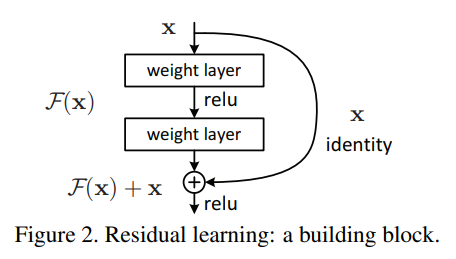 x
weight layer
F(x)
relu
x
weight layer
identity
F(x) + x
relu
Figure 2. Residual learning: a building block.